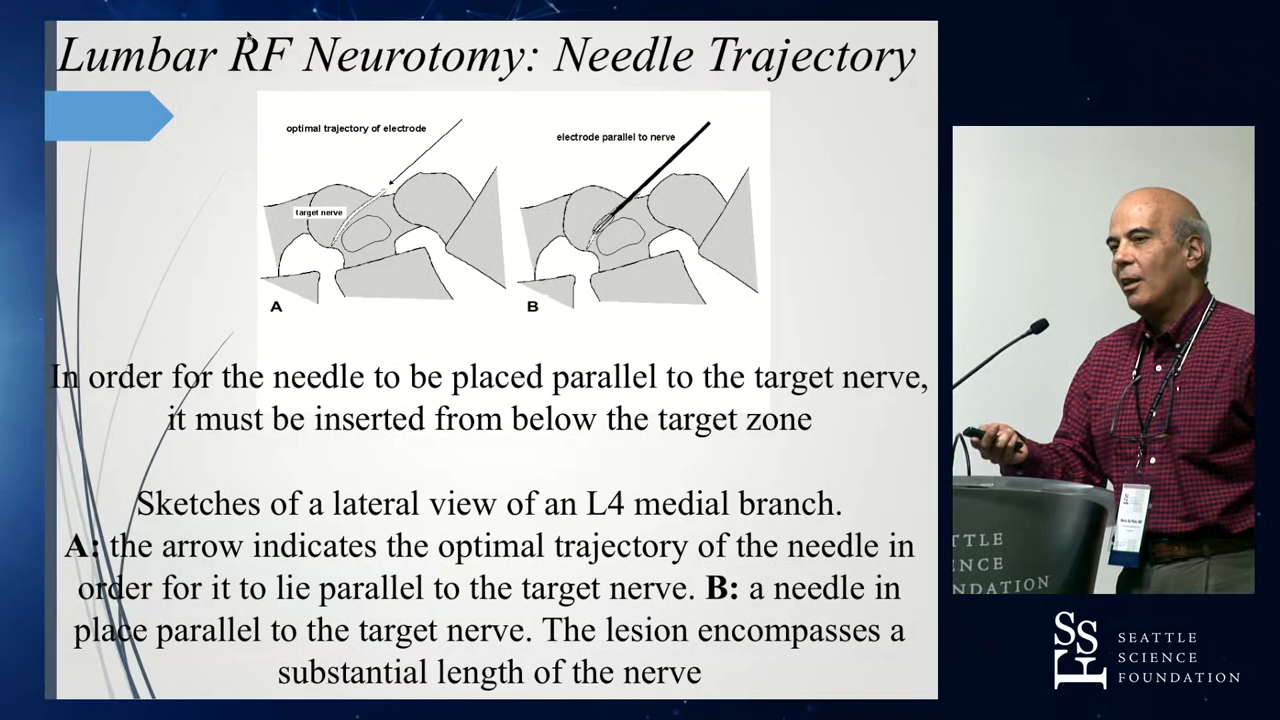 Lumbar RF Neurotomy: Needle Trajectory
optimal trajectory of electrode
target nerve
A
electrode parallel to nerve
B
In order for the needle to be placed parallel to the target nerve,
it must be inserted from below the target zone
Sketches of a lateral view of an L4 medial branch.
A: the arrow indicates the optimal trajectory of the needle in
order for it to lie parallel to the target nerve. B: a needle in
place parallel to the target nerve. The lesion encompasses a
substantial length of the nerve
SSF
SEATTLE
SCIENCE
FOUNDATION